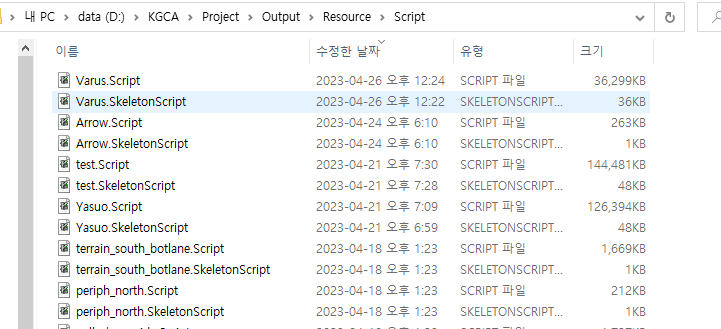 내 PC > data (D:) > KGCA > Project > Output > Resource > Script
이름 수정한 날짜 유형 크기
Varus.Script 2023-04-26 오후 12:24 SCRIPT 파일 36,299KB
Varus.SkeletonScript 2023-04-26 오후 12:22 SKELETONSCRIPT... 36KB
Arrow.Script 2023-04-24 오후 6:10 SCRIPT 파일 263KB
Arrow.SkeletonScript 2023-04-24 오후 6:10 SKELETONSCRIPT... 1KB
test.Script 2023-04-21 오후 7:30 SCRIPT 파일 144,481KB
test.SkeletonScript 2023-04-21 오후 7:28 SKELETONSCRIPT... 48KB
Yasuo.Script 2023-04-21 오후 7:09 SCRIPT 파일 126,394KB
Yasuo.SkeletonScript 2023-04-21 오후 6:59 SKELETONSCRIPT... 48KB
terrain_south_botlane.Script 2023-04-18 오후 1:23 SCRIPT 파일 1,669KB
terrain_south_botlane.SkeletonScript 2023-04-18 오후 1:23 SKELETONSCRIPT... 1KB
periph_north.Script 2023-04-18 오후 1:23 SCRIPT 파일 212KB
periph_north.SkeletonScript 2023-04-18 오후 1:23 SKELETONSCRIPT... 1KB